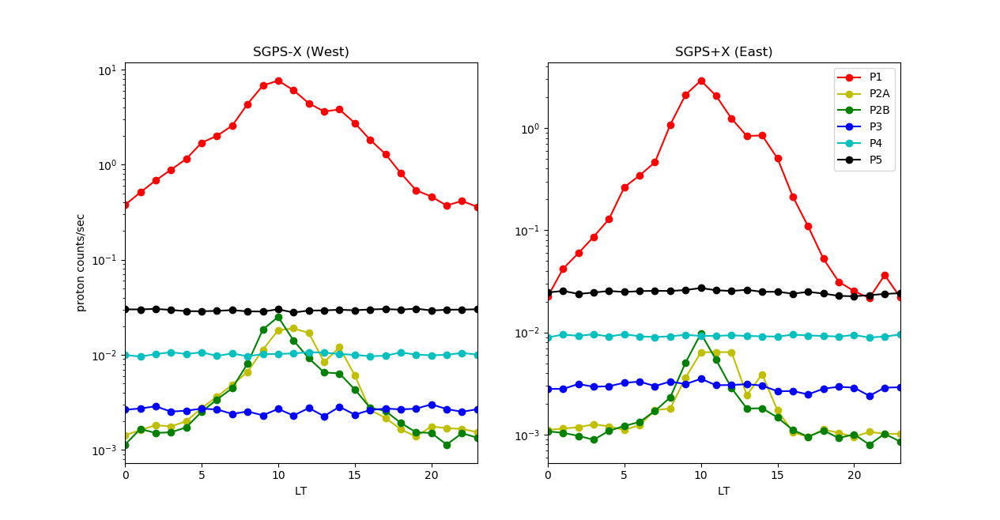 SGPS-X (West)
proton counts/sec
10¹
10⁰
10⁻¹
10⁻²
10⁻³
0 5 10 15 20
LT
SGPS+X (East)
10⁰
10⁻¹
10⁻²
10⁻³
0 5 10 15 20
LT
P1
P2A
P2B
P3
P4
P5